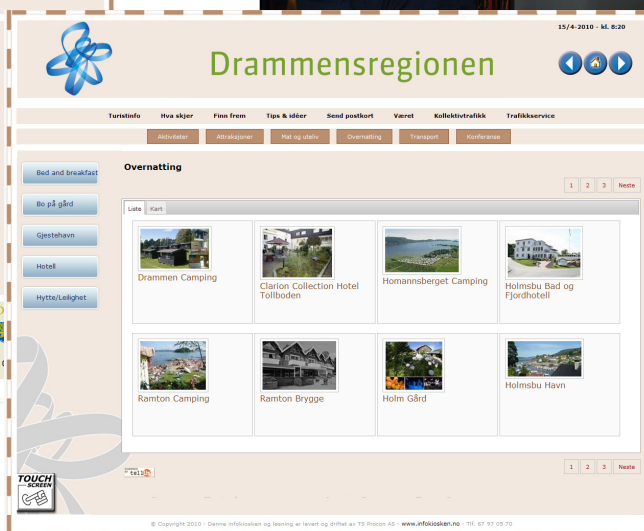 15/4-2010 - kl. 8:20
Drammensregionen
Turistinfo Hva skjer Finn frem Tips & idèer Send postkort Været Kollektivtrafikk Trafikkservice
Aktiviteter Attraksjoner Mat og uteliv Overnatting Transport Konferanse
Overnatting
Bed and breakfast
Bo på gård
Gjestehavn
Hotell
Hytte/Leilighet
1 2 3 Neste
Liste Kart
Drammen Camping
Clarion Collection Hotel
Tollboden
Homannsberget Camping
Holmsbu Bad og
Fjordhotell
Ramton Camping
Ramton Brygge
Holm Gård
Holmsbu Havn
1 2 3 Neste
TOUCH
SCREEN
© Copyright 2010 - Denne infokiosken og løsning er levert og driftet av TS Procon AS - www.infokiosken.no - Tlf. 67 97 05 70